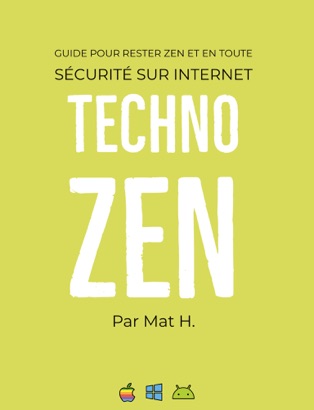 GUIDE POUR RESTER ZEN ET EN TOUTE
SÉCURITÉ SUR INTERNET
TECHNO
ZEN
Par Mat H.